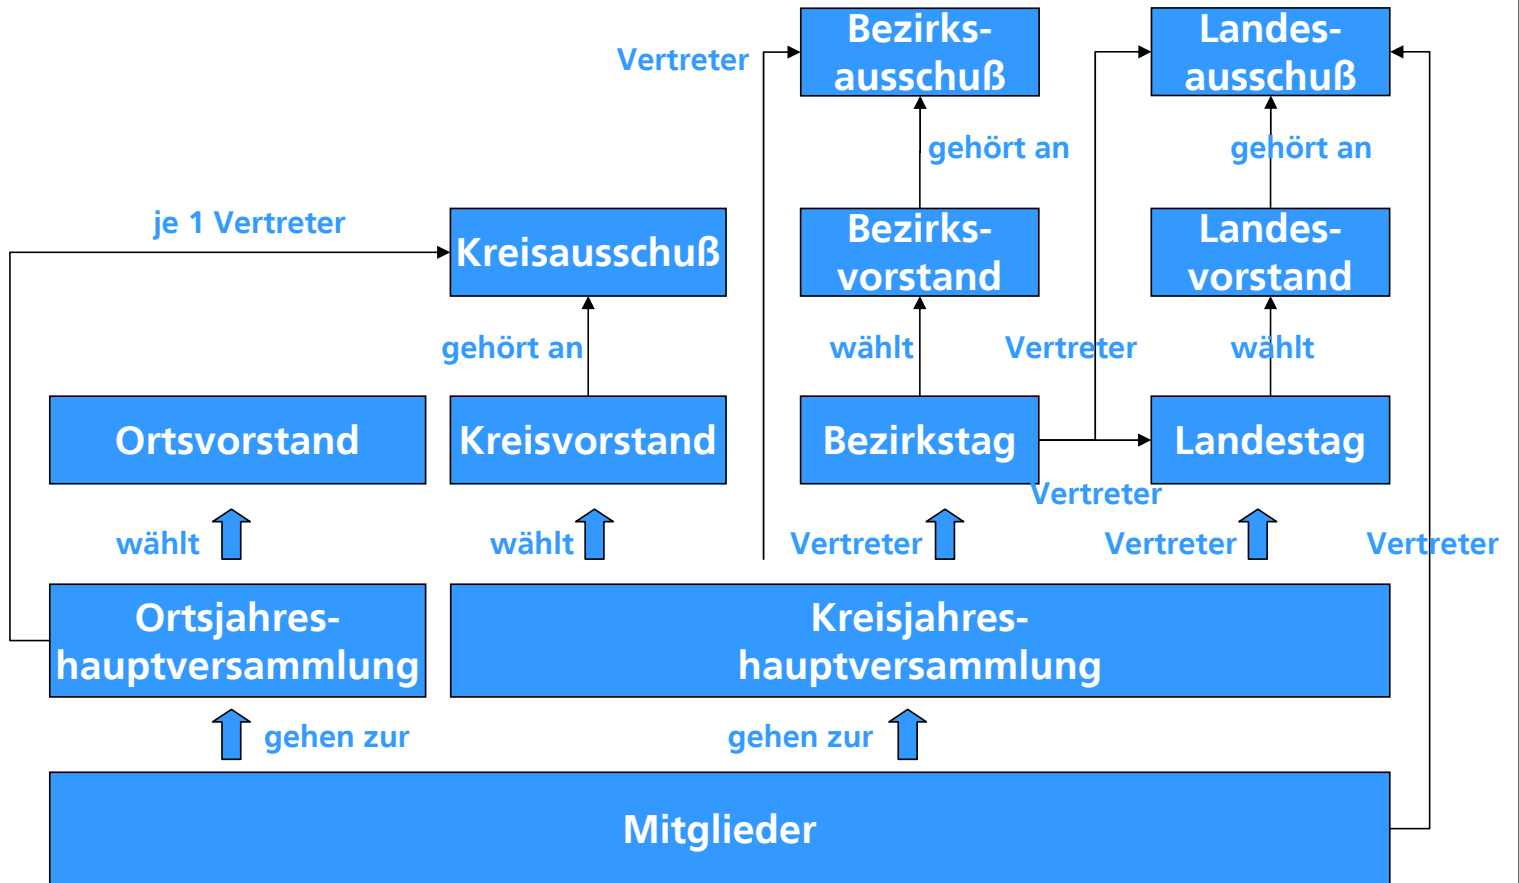 Bezirks-
ausschuß
Landes-
ausschuß
Vertreter
gehört an
gehört an
je 1 Vertreter
Kreisausschuß
Bezirks-
vorstand
Landes-
vorstand
gehört an
wählt
Vertreter
wählt
Ortsvorstand
Kreisvorstand
Bezirkstag
Landestag
Vertreter
wählt
wählt
Vertreter
Vertreter
Vertreter
Ortsjahres-
hauptversammlung
Kreisjahres-
hauptversammlung
gehen zur
gehen zur
Mitglieder